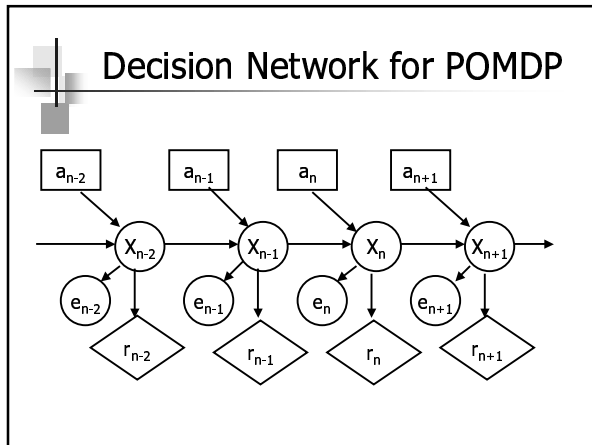 Decision Network for POMDP
a_{n-2} a_{n-1} a_n a_{n+1}
X_{n-2} X_{n-1} X_n X_{n+1}
e_{n-2} e_{n-1} e_n e_{n+1}
r_{n-2} r_{n-1} r_n r_{n+1}